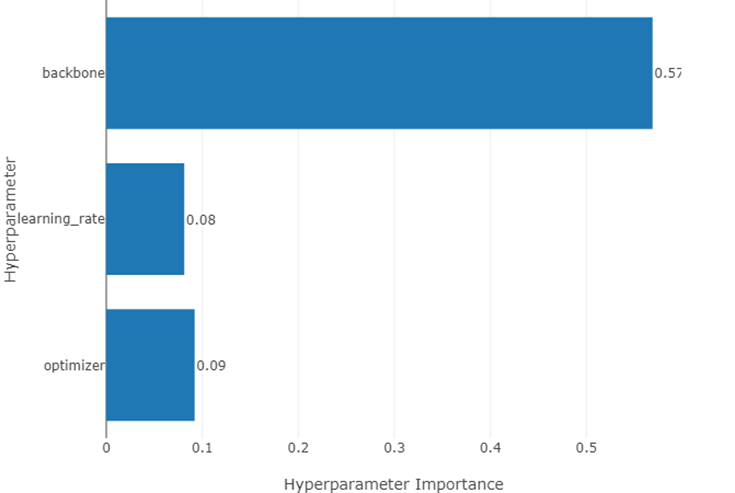 backbone
0.57
learning_rate
0.08
optimizer
0.09
0 0.1 0.2 0.3 0.4 0.5
Hyperparameter Importance
Hyperparameter